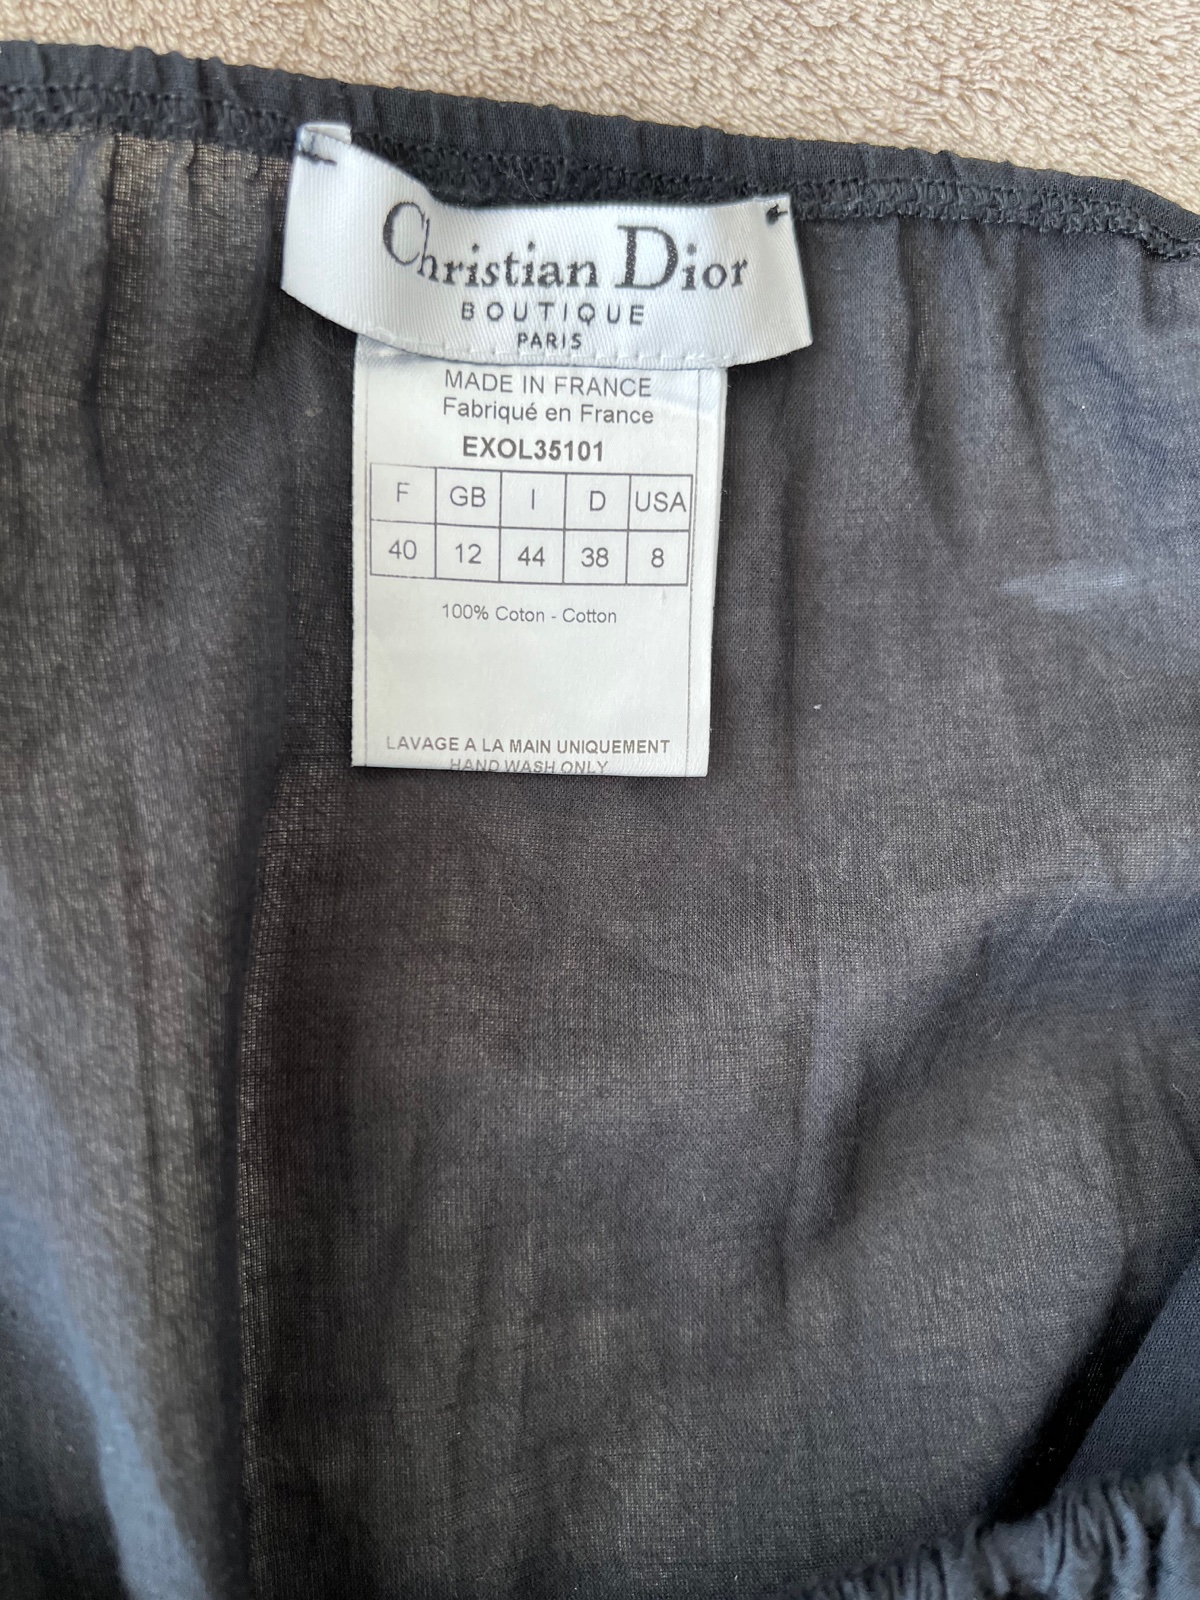 Christian Dior
BOUTIQUE
PARIS
MADE IN FRANCE
Fabriqué en France
EXOL35101
F GB I D USA
40 12 44 38 8
100% Coton - Cotton
LAVAGE A LA MAIN UNIQUEMENT
HAND WASH ONLY